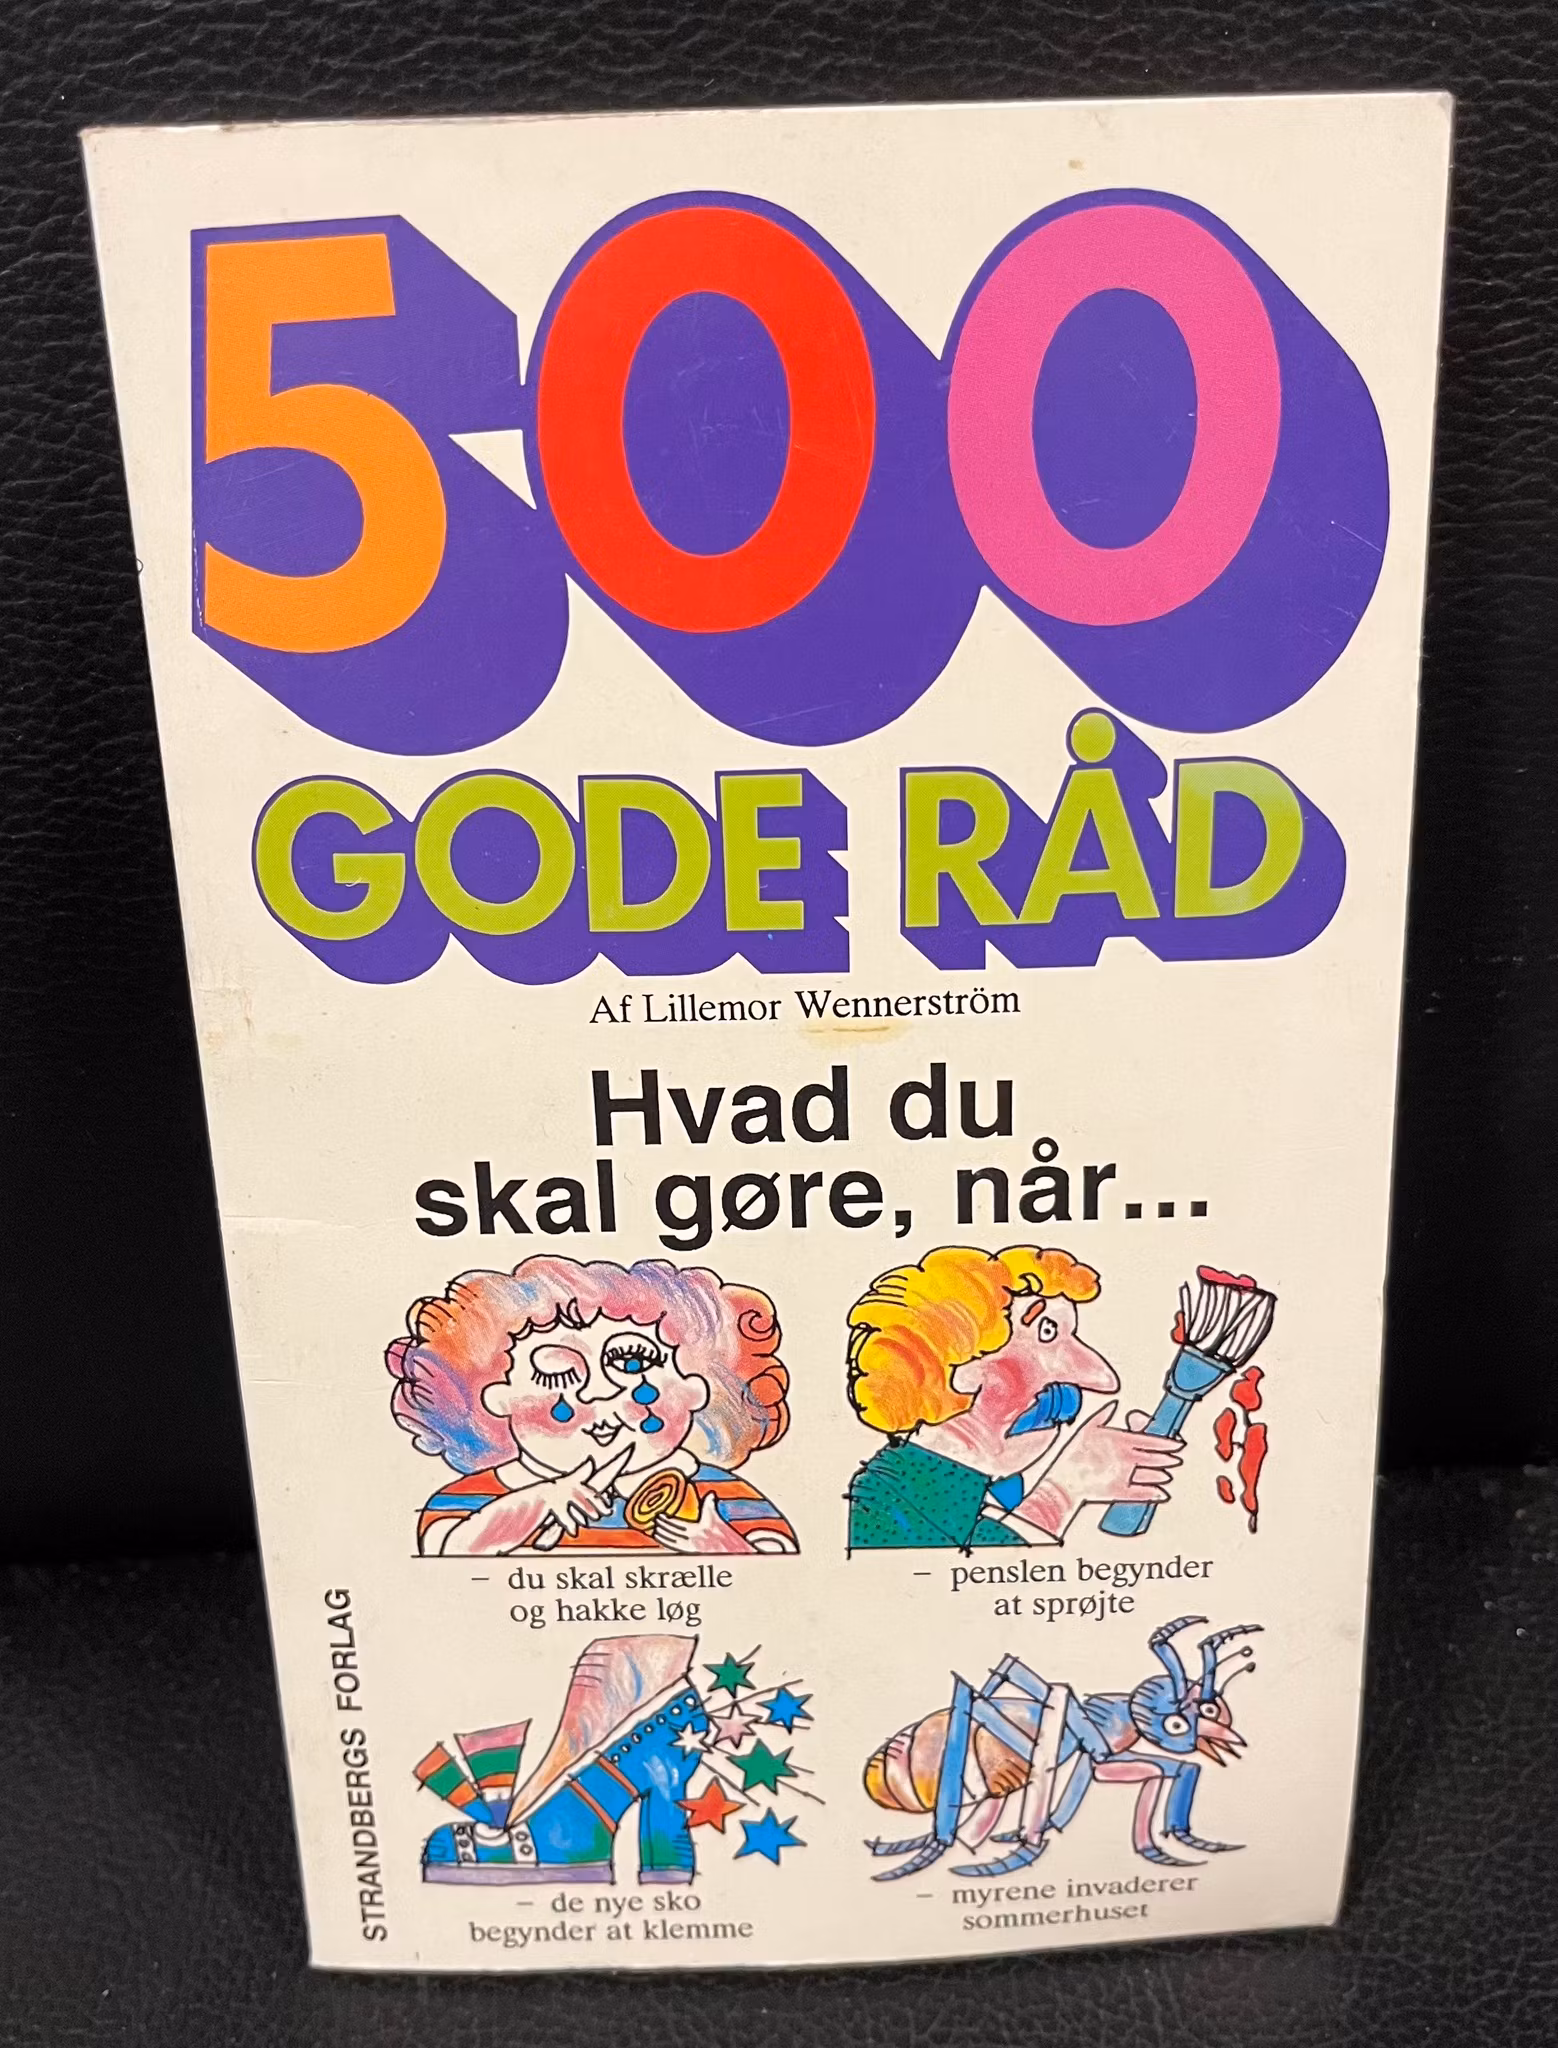 500
GODE RÅD
Af Lillemor Wennerström
Hvad du
skal gøre, når...
– du skal skrælle
og hakke løg
– penslen begynder
at sprøjte
– de nye sko
begynder at klemme
– myrene invaderer
sommerhuset
STRANDBERGS FORLAG